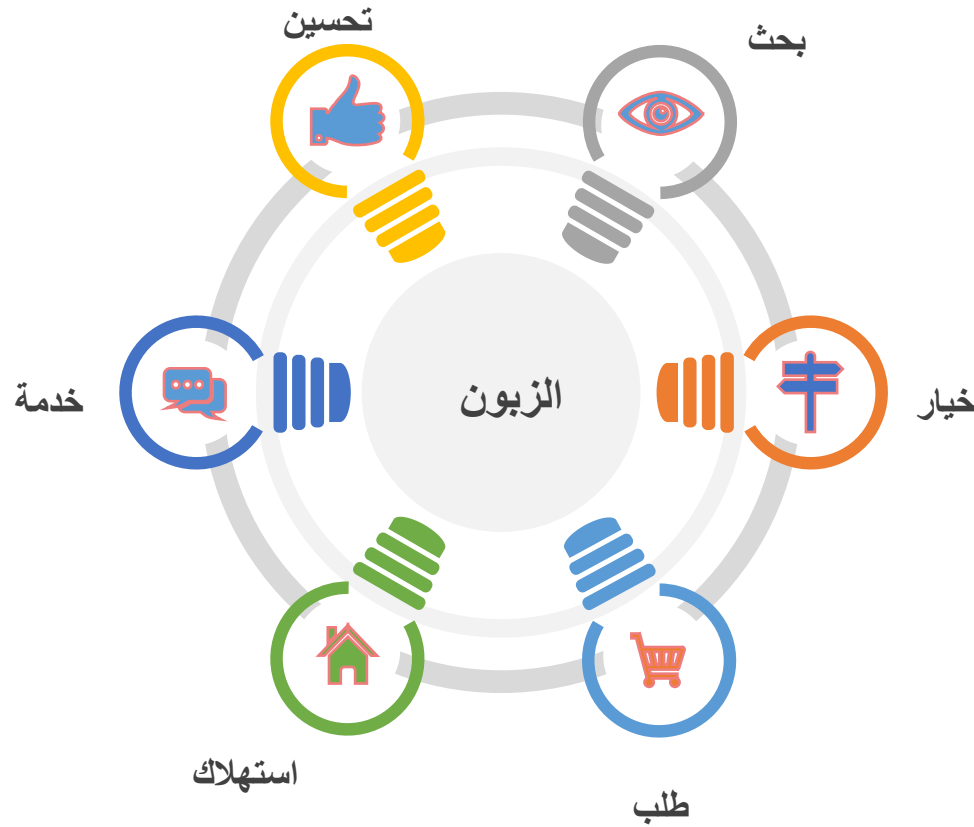 تحسين
بحث
خيار
طلب
استهلاك
خدمة
الزبون